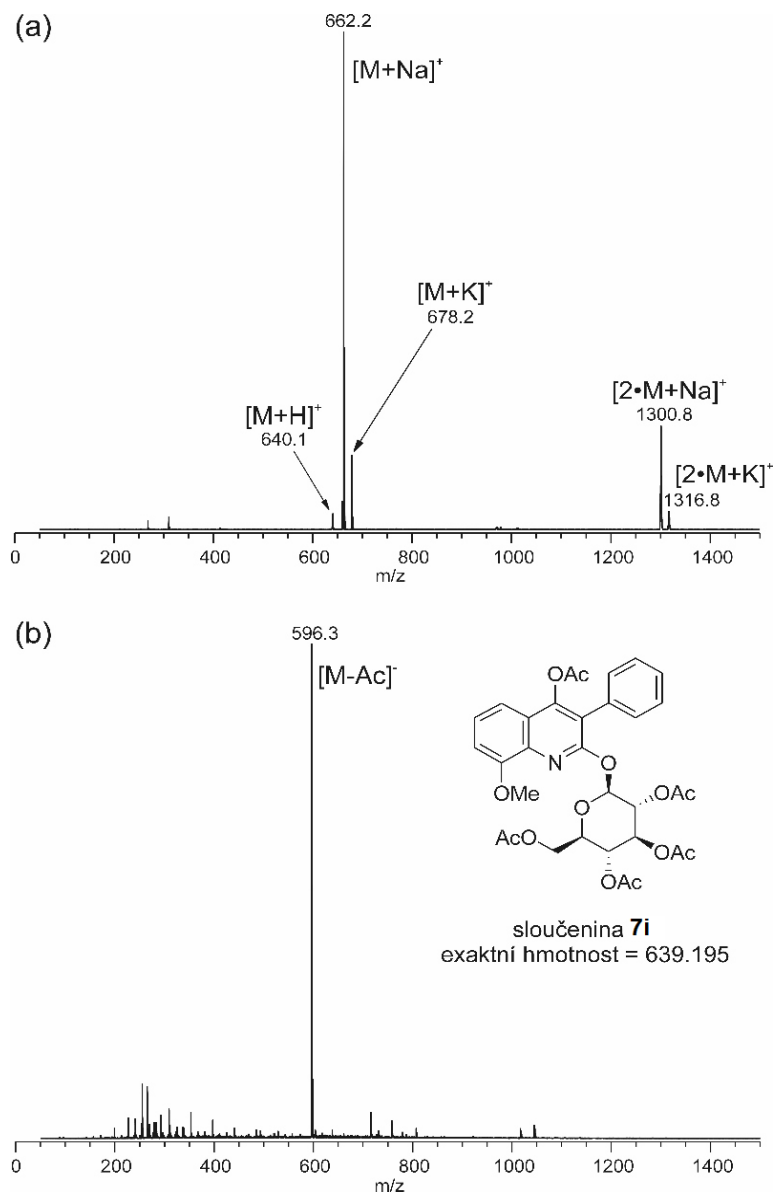 (a)
662.2
[M+Na]⁺
[M+K]⁺
678.2
[M+H]⁺
640.1
[2•M+Na]⁺
1300.8
[2•M+K]⁺
1316.8
0 200 400 600 800 1000 1200 1400
m/z
(b)
596.3
[M-Ac]⁻
OAc
N
O
OMe
O
OAc
AcO
OAc
OAc
sloučenina 7i
exaktní hmotnost = 639.195
0 200 400 600 800 1000 1200 1400
m/z